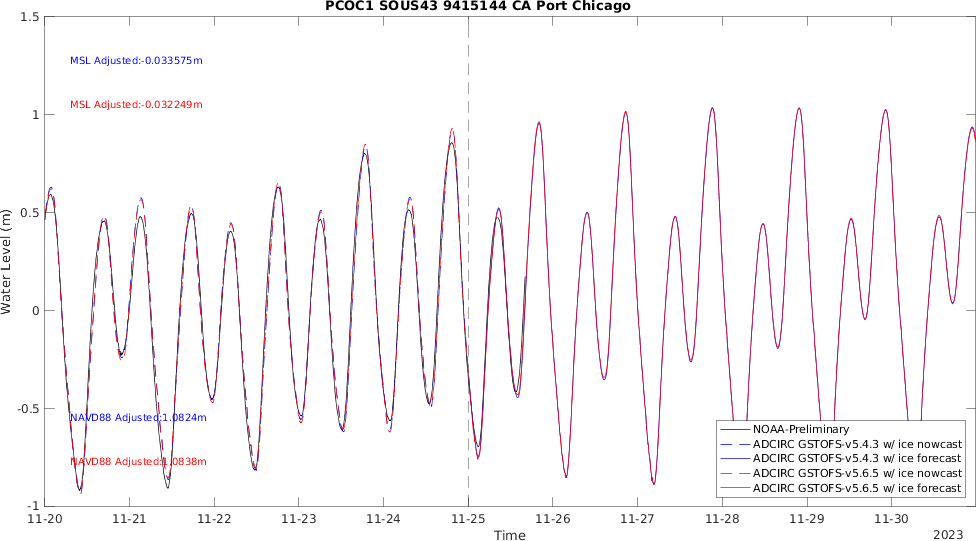 PCOC1 SOUS43 9415144 CA Port Chicago
1.5
MSL Adjusted:-0.033575m
MSL Adjusted:-0.032249m
1
0.5
Water Level (m)
0
-0.5
NAVD88 Adjusted:1.0824m
NAVD88 Adjusted:1.0838m
NOAA-Preliminary
ADCIRC GSTOFS-v5.4.3 w/ ice nowcast
ADCIRC GSTOFS-v5.4.3 w/ ice forecast
ADCIRC GSTOFS-v5.6.5 w/ ice nowcast
ADCIRC GSTOFS-v5.6.5 w/ ice forecast
-1
11-20 11-21 11-22 11-23 11-24 11-25 11-26 11-27 11-28 11-29 11-30
Time
2023